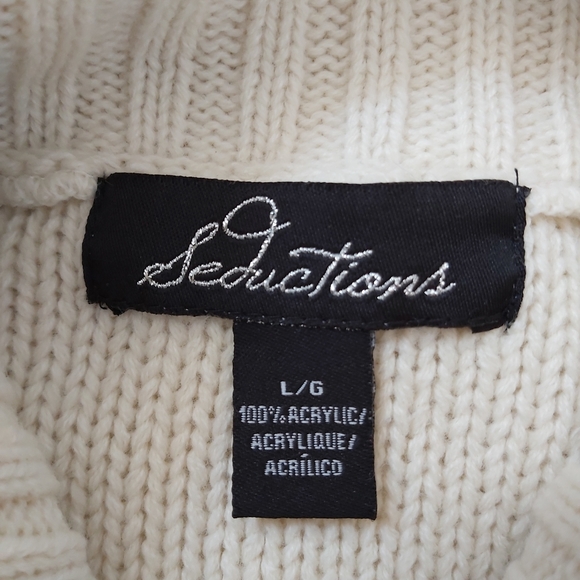 Seductions
L/G
100% ACRYLIC/
ACRYLIQUE/
ACRÍLICO